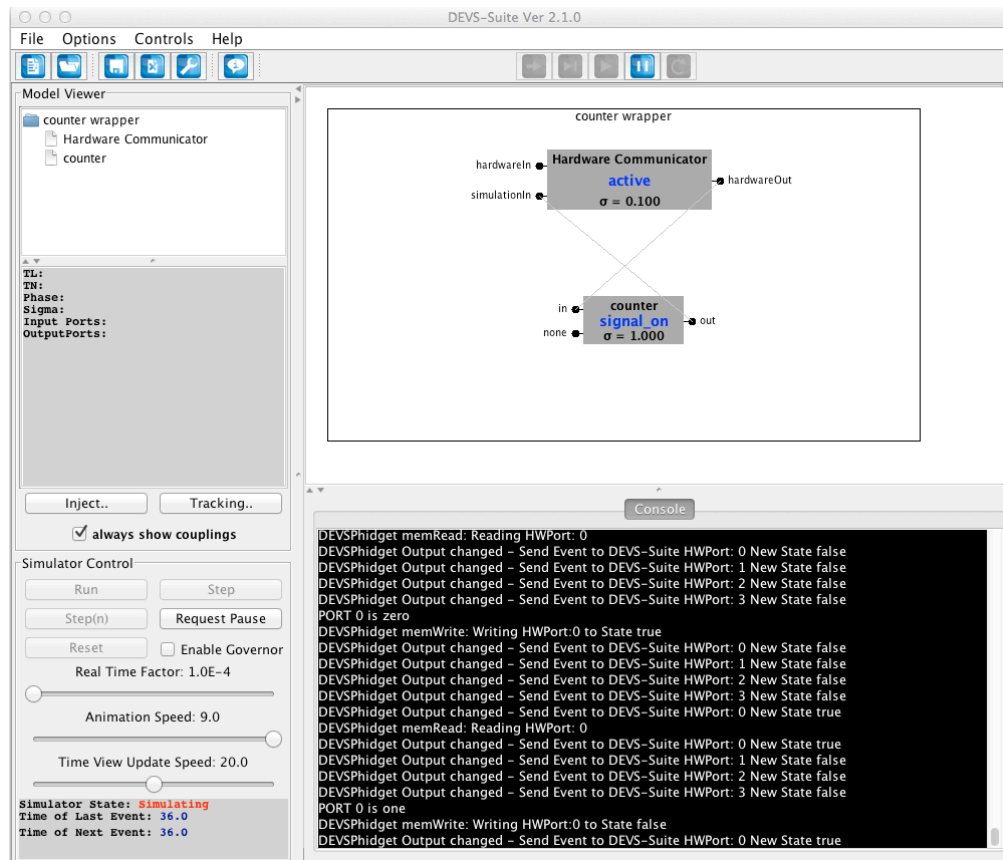 DEVS-Suite Ver 2.1.0
File Options Controls Help
Model Viewer
counter wrapper
Hardware Communicator
counter
TL:
TN:
Phase:
Sigma:
Input Ports:
OutputPorts:
Inject..
Tracking..
always show couplings
Simulator Control
Run
Step
Step(n)
Request Pause
Reset
Enable Governor
Real Time Factor: 1.0E-4
Animation Speed: 9.0
Time View Update Speed: 20.0
Simulator State: Simulating
Time of Last Event: 36.0
Time of Next Event: 36.0
counter wrapper
hardwareIn
simulationIn
Hardware Communicator
active
σ = 0.100
hardwareOut
in
none
counter
signal_on
σ = 1.000
out
Console
DEVSPhidget memRead: Reading HWPort: 0
DEVSPhidget Output changed – Send Event to DEVS-Suite HWPort: 0 New State false
DEVSPhidget Output changed – Send Event to DEVS-Suite HWPort: 1 New State false
DEVSPhidget Output changed – Send Event to DEVS-Suite HWPort: 2 New State false
DEVSPhidget Output changed – Send Event to DEVS-Suite HWPort: 3 New State false
PORT 0 is zero
DEVSPhidget memWrite: Writing HWPort:0 to State true
DEVSPhidget Output changed – Send Event to DEVS-Suite HWPort: 0 New State false
DEVSPhidget Output changed – Send Event to DEVS-Suite HWPort: 1 New State false
DEVSPhidget Output changed – Send Event to DEVS-Suite HWPort: 2 New State false
DEVSPhidget Output changed – Send Event to DEVS-Suite HWPort: 3 New State false
DEVSPhidget Output changed – Send Event to DEVS-Suite HWPort: 0 New State true
DEVSPhidget memRead: Reading HWPort: 0
DEVSPhidget Output changed – Send Event to DEVS-Suite HWPort: 0 New State true
DEVSPhidget Output changed – Send Event to DEVS-Suite HWPort: 1 New State false
DEVSPhidget Output changed – Send Event to DEVS-Suite HWPort: 2 New State false
DEVSPhidget Output changed – Send Event to DEVS-Suite HWPort: 3 New State false
PORT 0 is one
DEVSPhidget memWrite: Writing HWPort:0 to State false
DEVSPhidget Output changed – Send Event to DEVS-Suite HWPort: 0 New State true